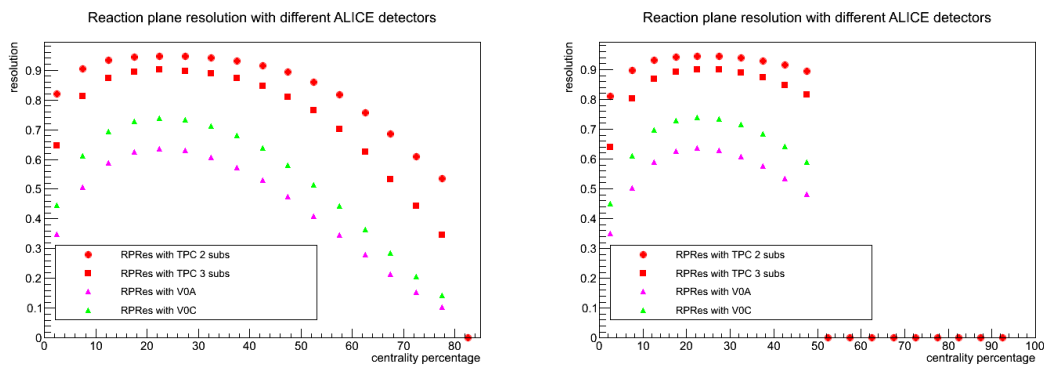 Reaction plane resolution with different ALICE detectors
resolution
0.9
0.8
0.7
0.6
0.5
0.4
0.3
0.2
0.1
0
RPRes with TPC 2 subs
RPRes with TPC 3 subs
RPRes with V0A
RPRes with V0C
0 10 20 30 40 50 60 70 80
centrality percentage
Reaction plane resolution with different ALICE detectors
resolution
0.9
0.8
0.7
0.6
0.5
0.4
0.3
0.2
0.1
0
RPRes with TPC 2 subs
RPRes with TPC 3 subs
RPRes with V0A
RPRes with V0C
0 10 20 30 40 50 60 70 80 90 100
centrality percentage